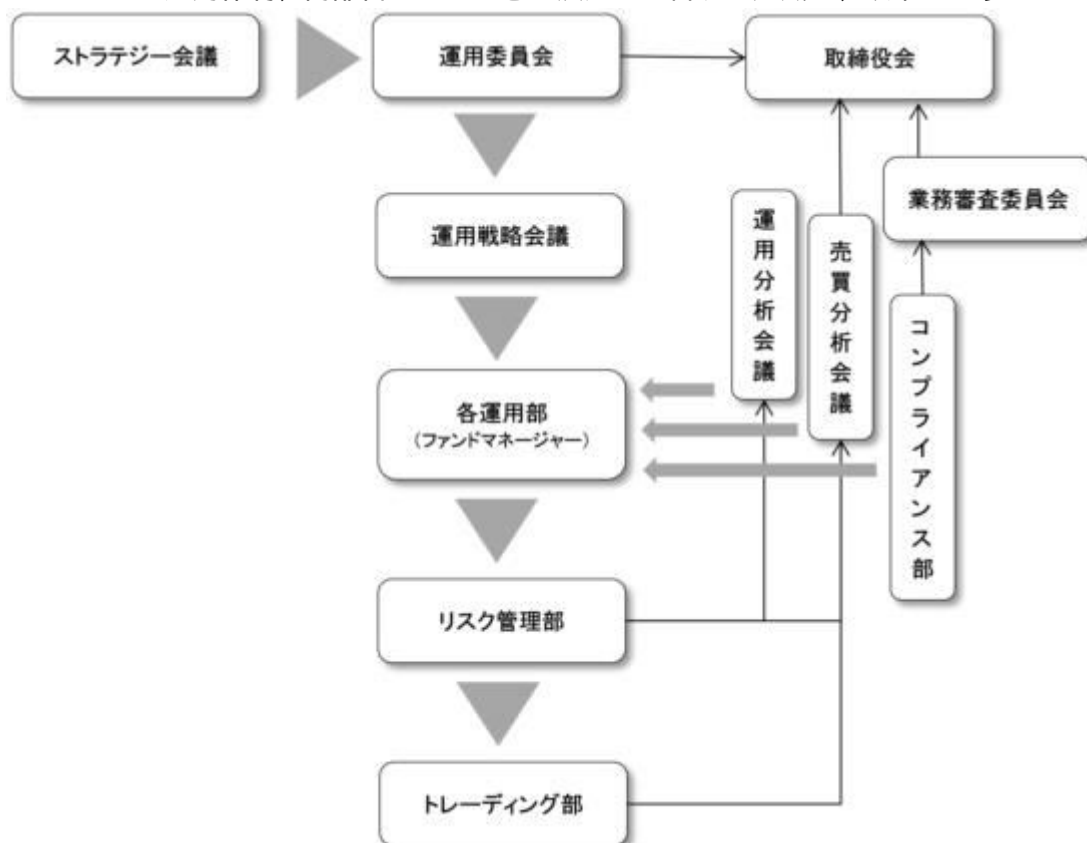 ストラテジー会議
運用委員会
取締役会
業務審査委員会
運用戦略会議
運用分析会議
売買分析会議
コンプライアンス部
各運用部
(ファンドマネージャー)
リスク管理部
トレーディング部